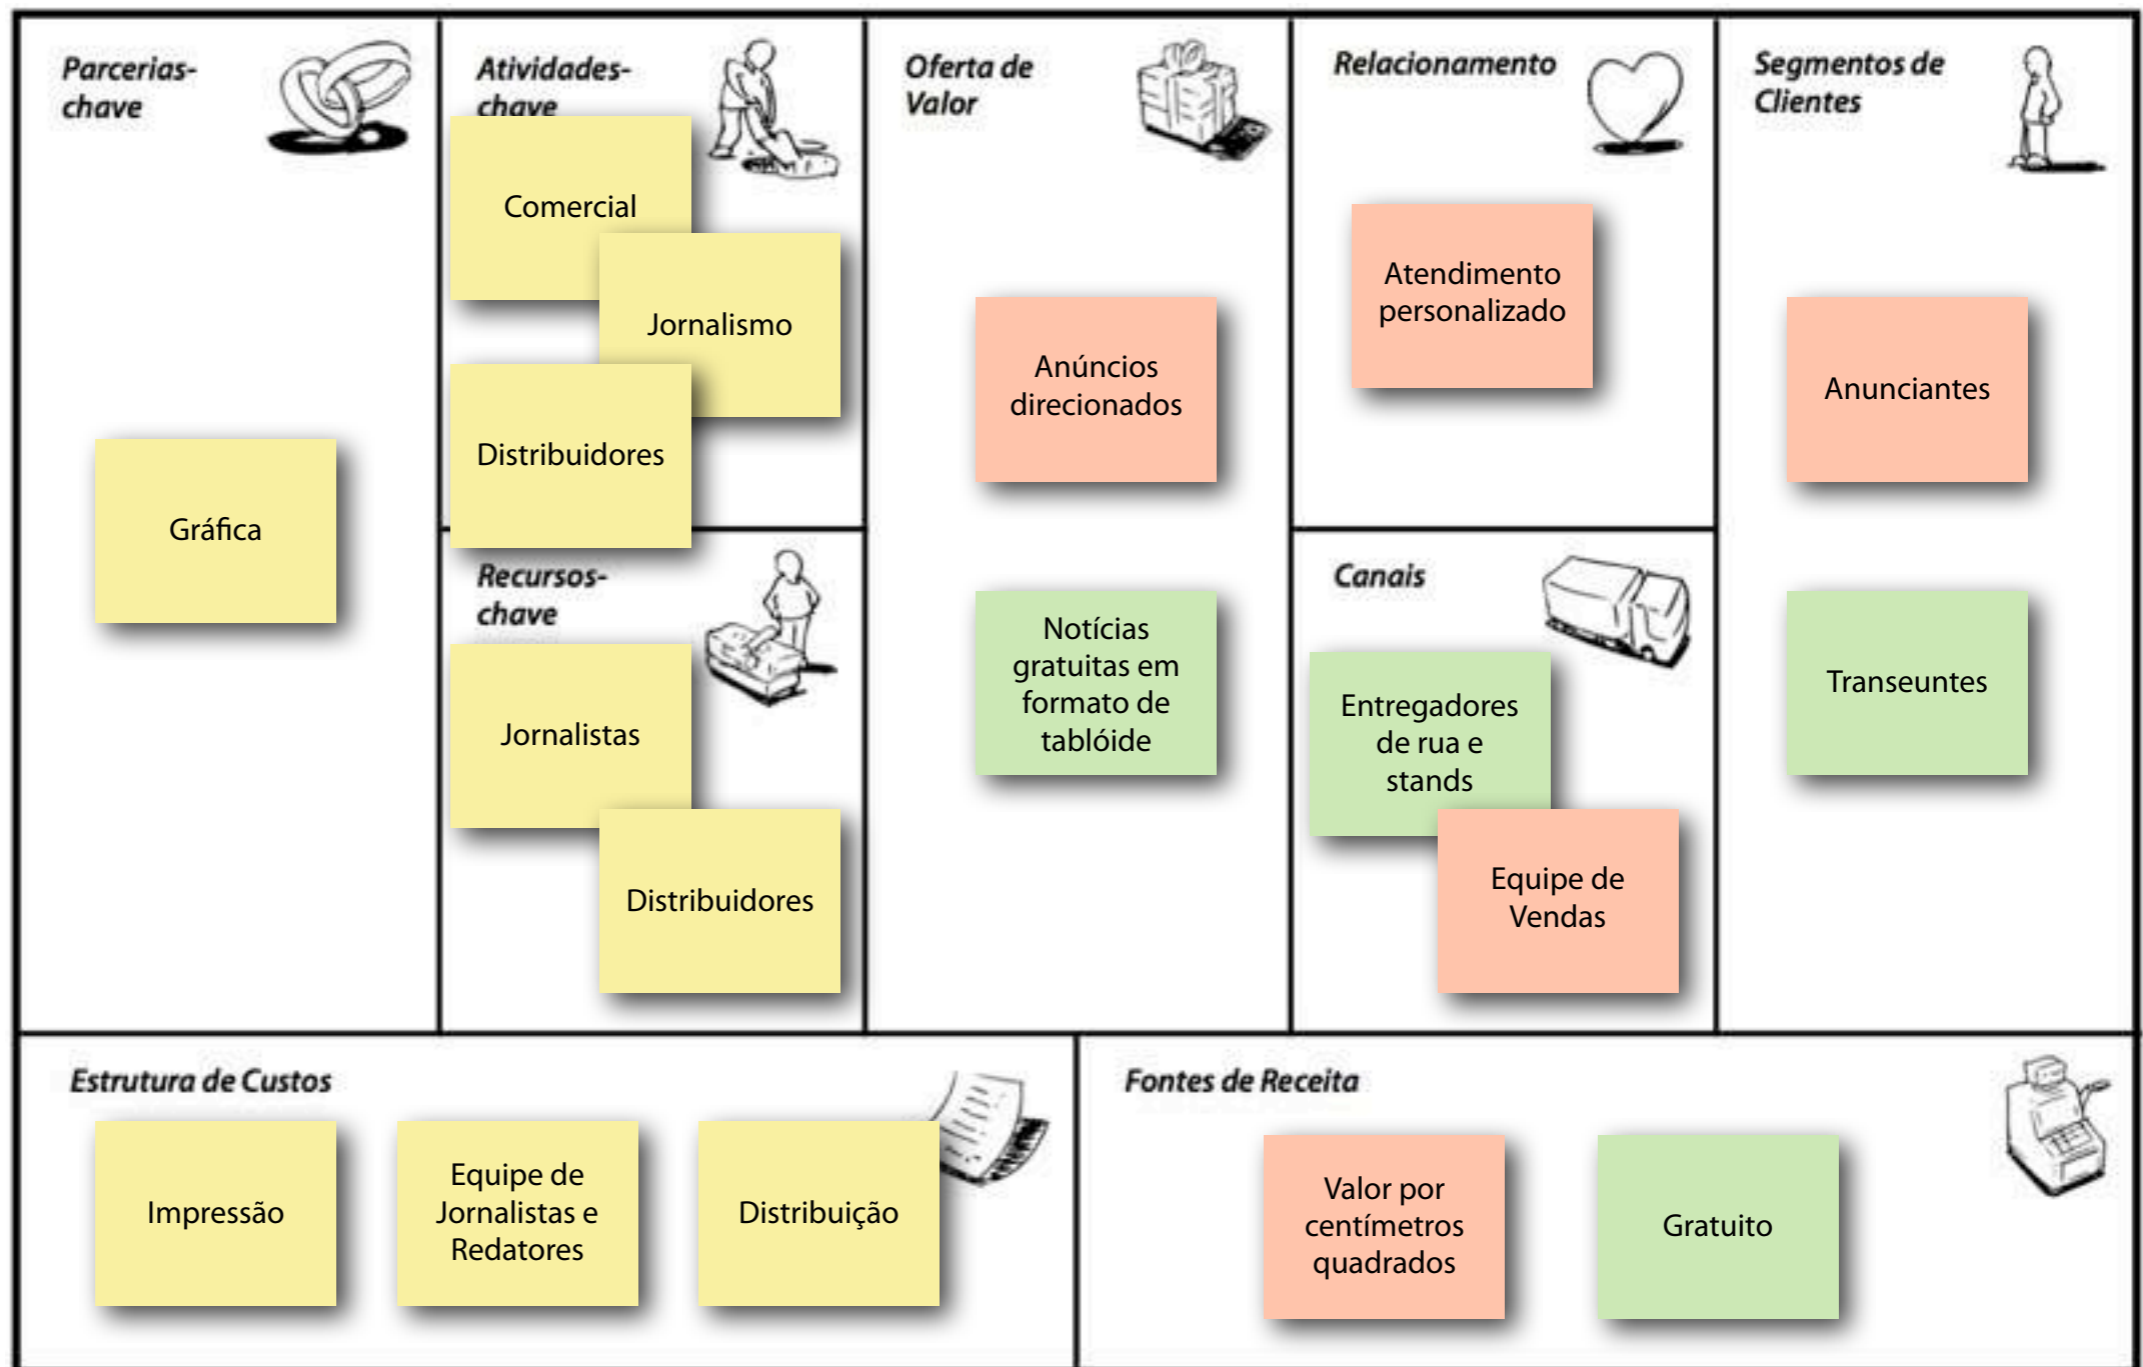 Parcerias-
chave
Gráfica
Atividades-
chave
Comercial
Jornalismo
Distribuidores
Recursos-
chave
Jornalistas
Distribuidores
Oferta de
Valor
Anúncios
direcionados
Notícias
gratuitas em
formato de
tablóide
Relacionamento
Atendimento
personalizado
Canais
Entregadores
de rua e
stands
Equipe de
Vendas
Segmentos de
Clientes
Anunciantes
Transeuntes
Estrutura de Custos
Impressão
Equipe de
Jornalistas e
Redatores
Distribuição
Fontes de Receita
Valor por
centímetros
quadrados
Gratuito